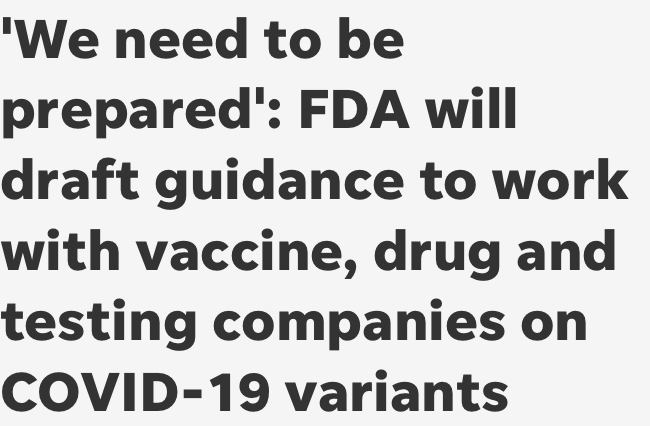 'We need to be
prepared': FDA will
draft guidance to work
with vaccine, drug and
testing companies on
COVID-19 variants